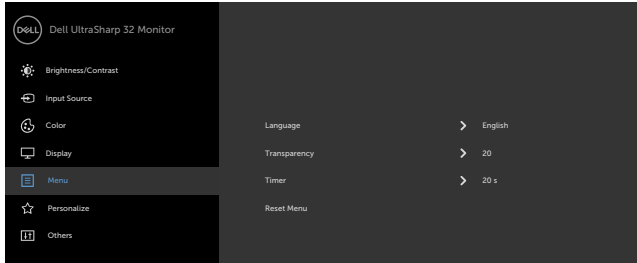 DELL
Dell UltraSharp 32 Monitor
Brightness/Contrast
Input Source
Color
Display
Menu
Personalize
Others
Language English
Transparency 20
Timer 20 s
Reset Menu